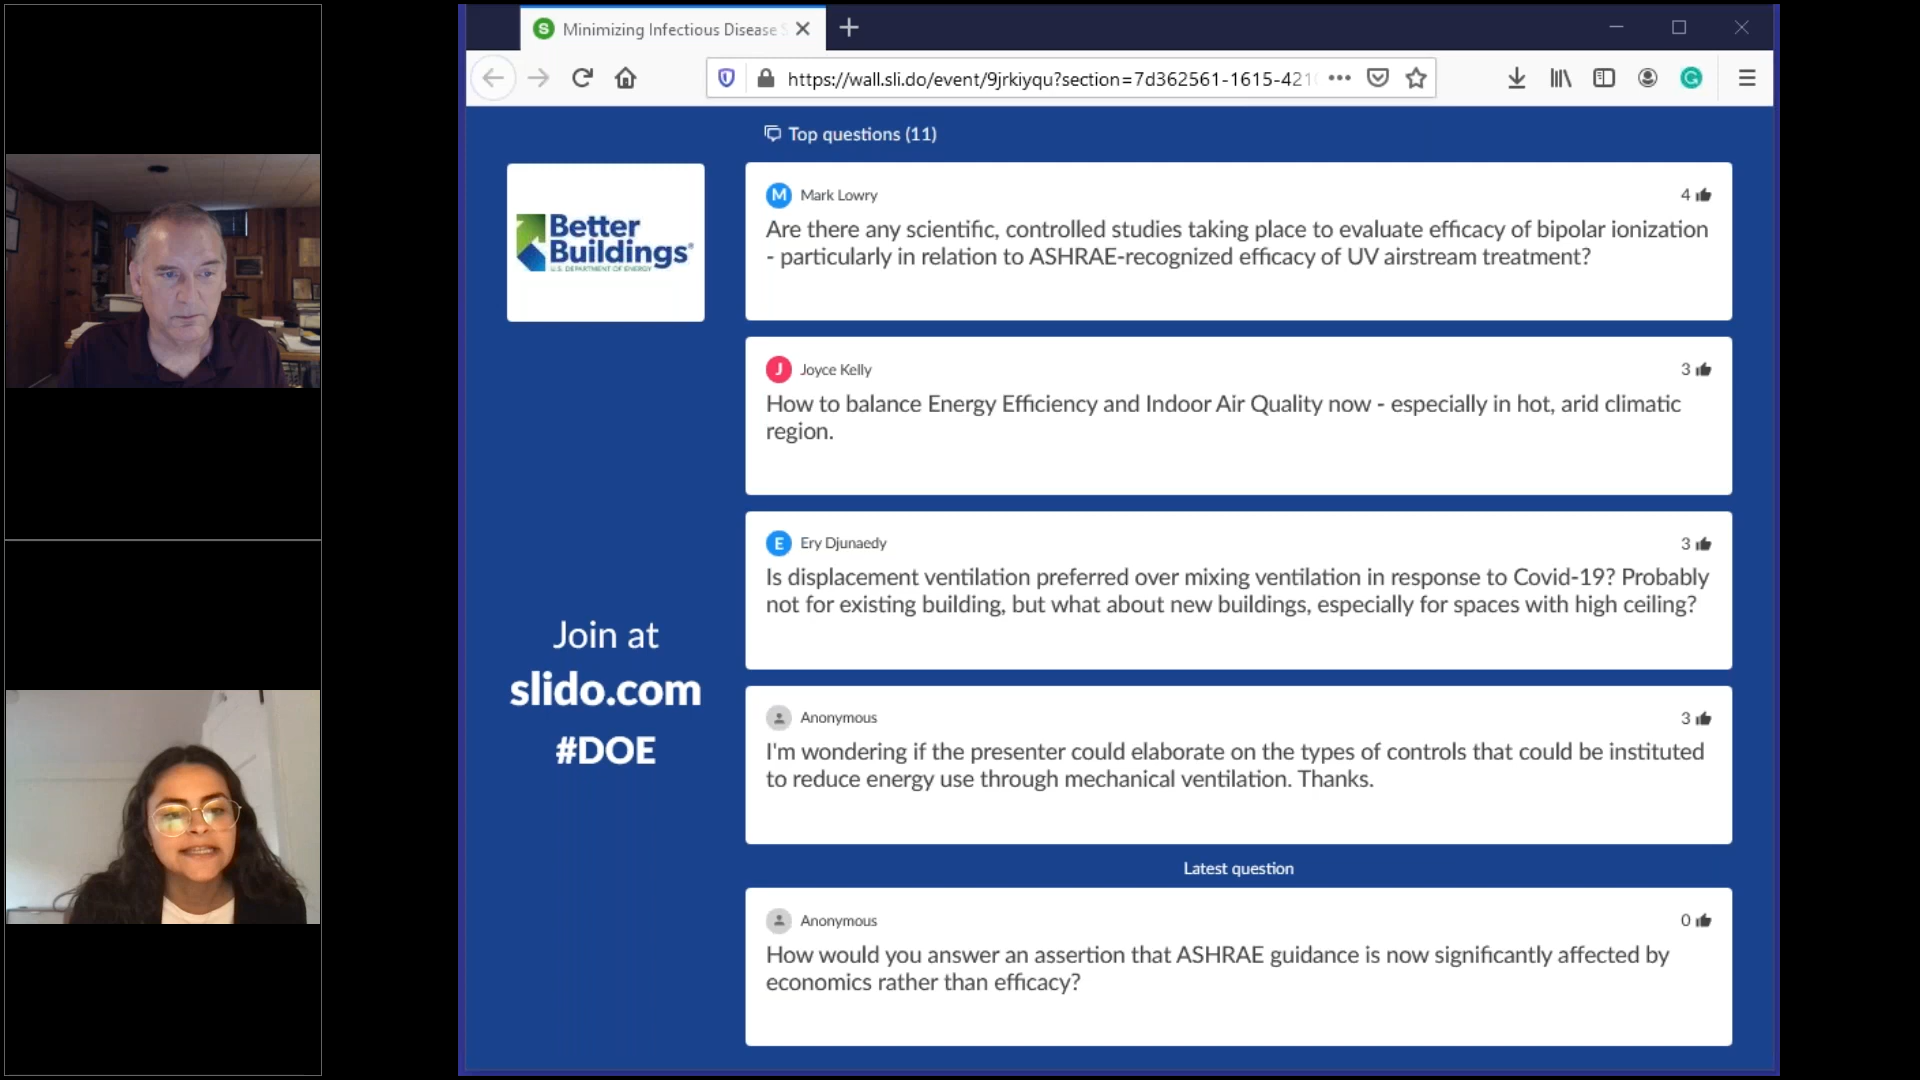 Minimizing Infectious Disease S
https://wall.sli.do/event/9jrkiyqu?section=7d362561-1615-421
Top questions (11)
Better
Buildings®
U.S. DEPARTMENT OF ENERGY
Join at
slido.com
#DOE
M Mark Lowry 4
Are there any scientific, controlled studies taking place to evaluate efficacy of bipolar ionization
- particularly in relation to ASHRAE-recognized efficacy of UV airstream treatment?
J Joyce Kelly 3
How to balance Energy Efficiency and Indoor Air Quality now - especially in hot, arid climatic
region.
E Ery Djunaedy 3
Is displacement ventilation preferred over mixing ventilation in response to Covid-19? Probably
not for existing building, but what about new buildings, especially for spaces with high ceiling?
Anonymous 3
I'm wondering if the presenter could elaborate on the types of controls that could be instituted
to reduce energy use through mechanical ventilation. Thanks.
Latest question
Anonymous 0
How would you answer an assertion that ASHRAE guidance is now significantly affected by
economics rather than efficacy?